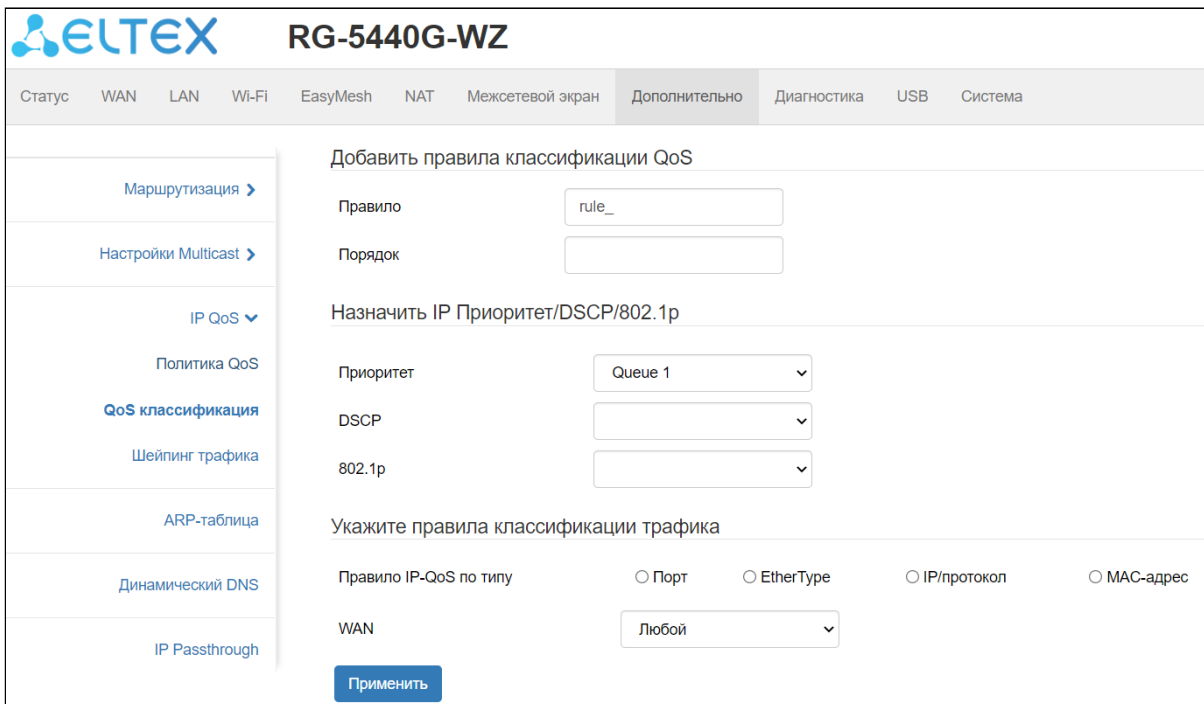 ELTEX RG-5440G-WZ
Статус WAN LAN Wi-Fi EasyMesh NAT Межсетевой экран Дополнительно Диагностика USB Система
Маршрутизация
Настройки Multicast
IP QoS
Политика QoS
QoS классификация
Шейпинг трафика
ARP-таблица
Динамический DNS
IP Passthrough
Добавить правила классификации QoS
Правило rule_
Порядок
Назначить IP Приоритет/DSCP/802.1p
Приоритет Queue 1
DSCP
802.1p
Укажите правила классификации трафика
Правило IP-QoS по типу Порт EtherType IP/протокол MAC-адрес
WAN Любой
Применить